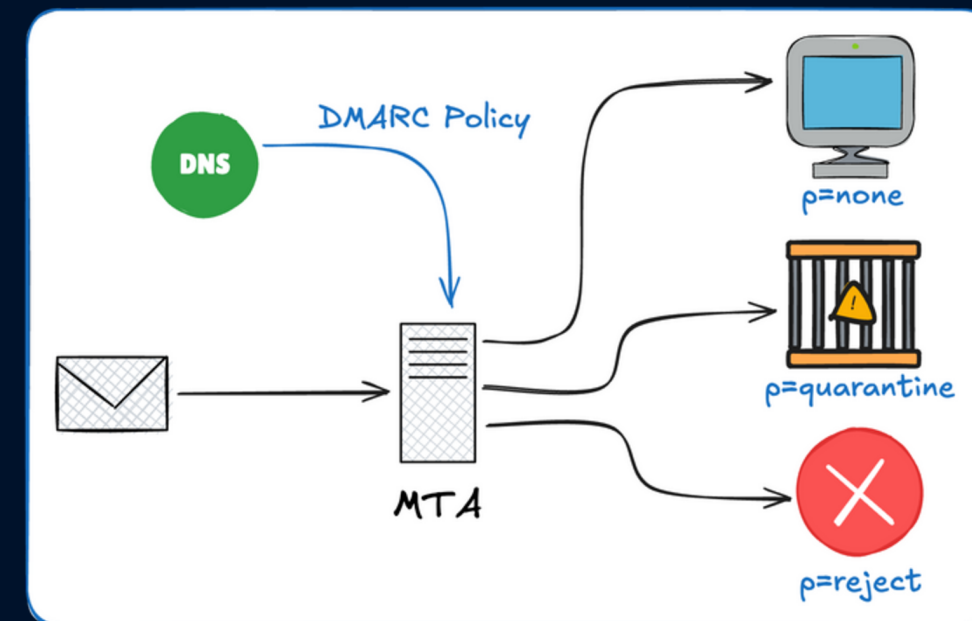 DMARC Policy
DNS
p=none
p=quarantine
MTA
p=reject